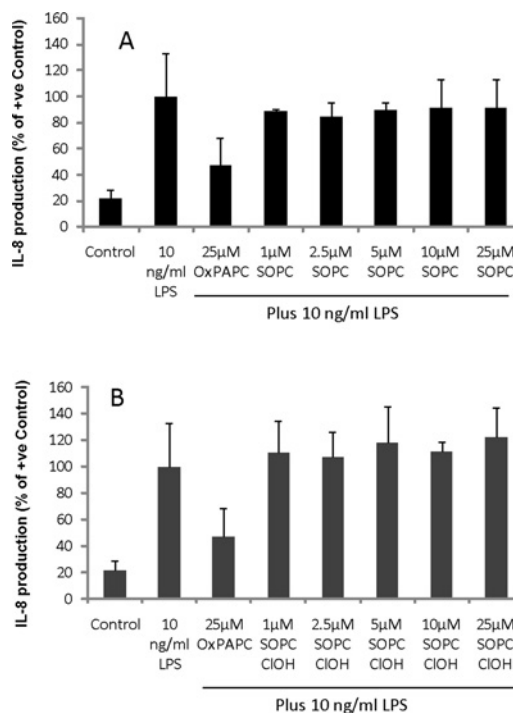 A
IL-8 production (% of +ve Control)
160
140
120
100
80
60
40
20
0
Control
10
ng/ml
LPS
25µM
OxPAPC
1µM
SOPC
2.5µM
SOPC
5µM
SOPC
10µM
SOPC
25µM
SOPC
Plus 10 ng/ml LPS
B
IL-8 production (% of +ve Control)
160
140
120
100
80
60
40
20
0
Control
10
ng/ml
LPS
25µM
OxPAPC
1µM
SOPC
ClOH
2.5µM
SOPC
ClOH
5µM
SOPC
ClOH
10µM
SOPC
ClOH
25µM
SOPC
ClOH
Plus 10 ng/ml LPS